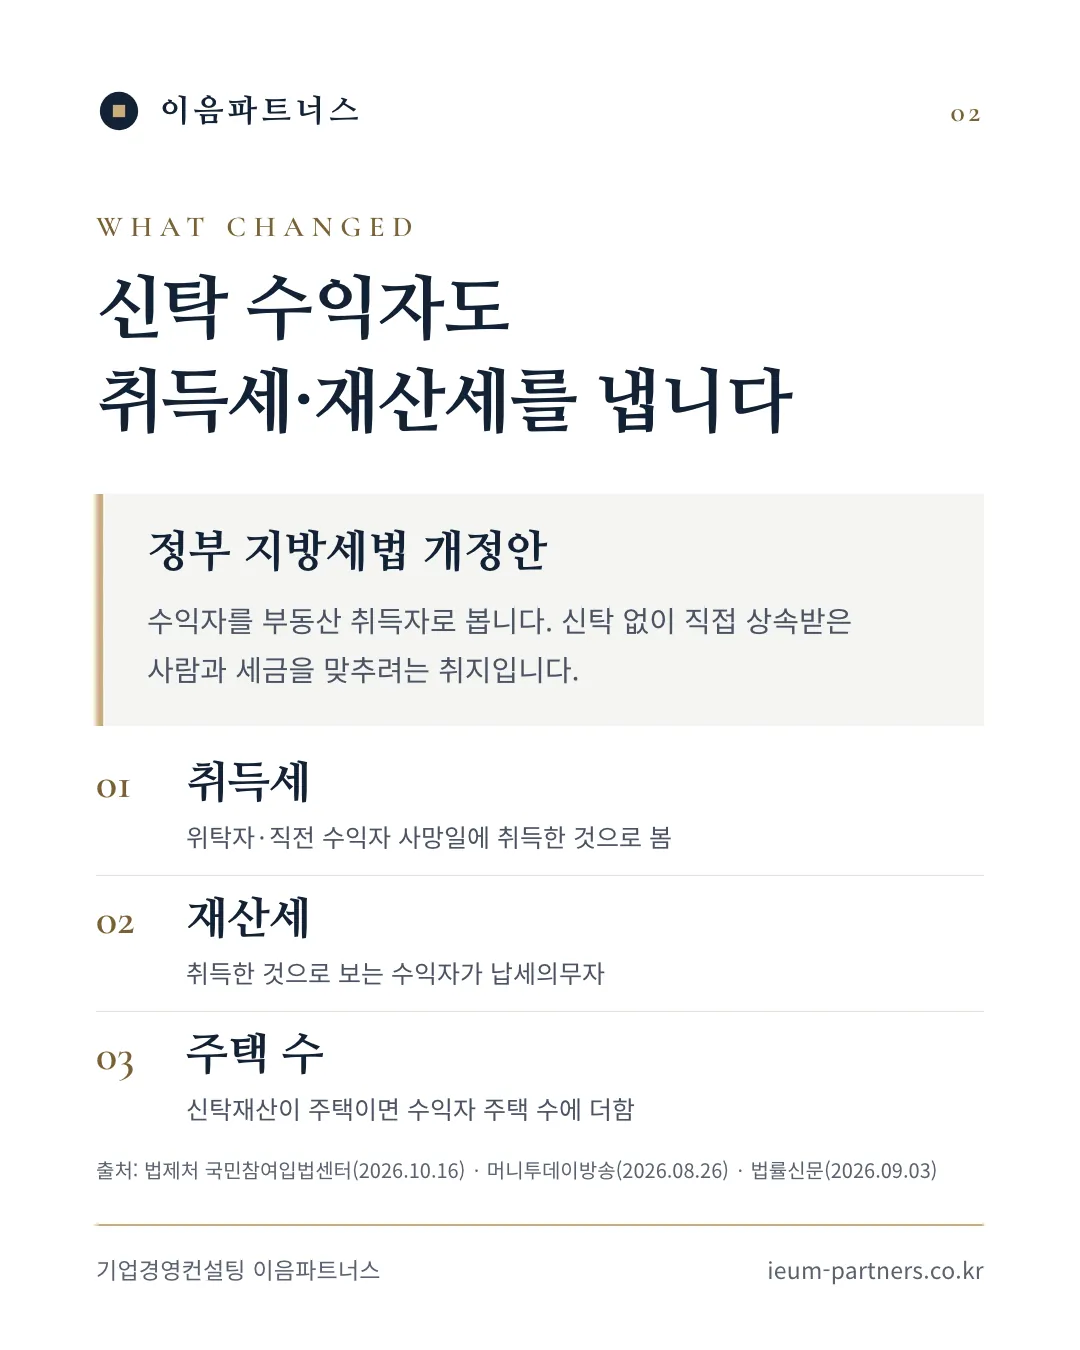 이음파트너스
02
WHAT CHANGED
신탁 수익자도
취득세·재산세를 냅니다
정부 지방세법 개정안
수익자를 부동산 취득자로 봅니다. 신탁 없이 직접 상속받은
사람과 세금을 맞추려는 취지입니다.
01 취득세
위탁자·직전 수익자 사망일에 취득한 것으로 봄
02 재산세
취득한 것으로 보는 수익자가 납세의무자
03 주택 수
신탁재산이 주택이면 수익자 주택 수에 더함
출처: 법제처 국민참여입법센터(2026.10.16) · 머니투데이방송(2026.08.26) · 법률신문(2026.09.03)
기업경영컨설팅 이음파트너스
ieum-partners.co.kr